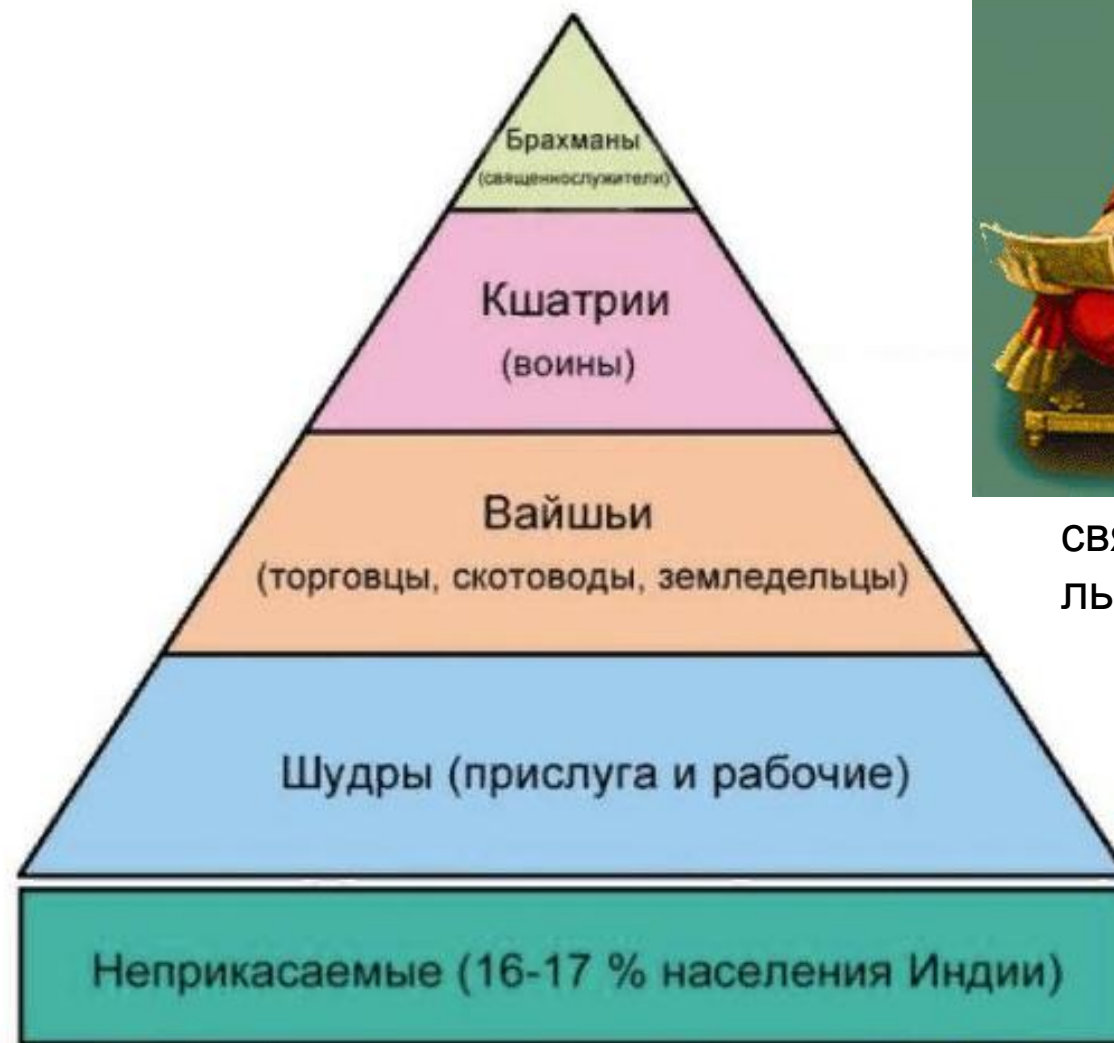 Брахманы
(священнослужители)
Кшатрии
(воины)
Вайшьи
(торговцы, скотоводы, земледельцы)
Шудры (прислуга и рабочие)
Неприкасаемые (16-17 % населения Индии)